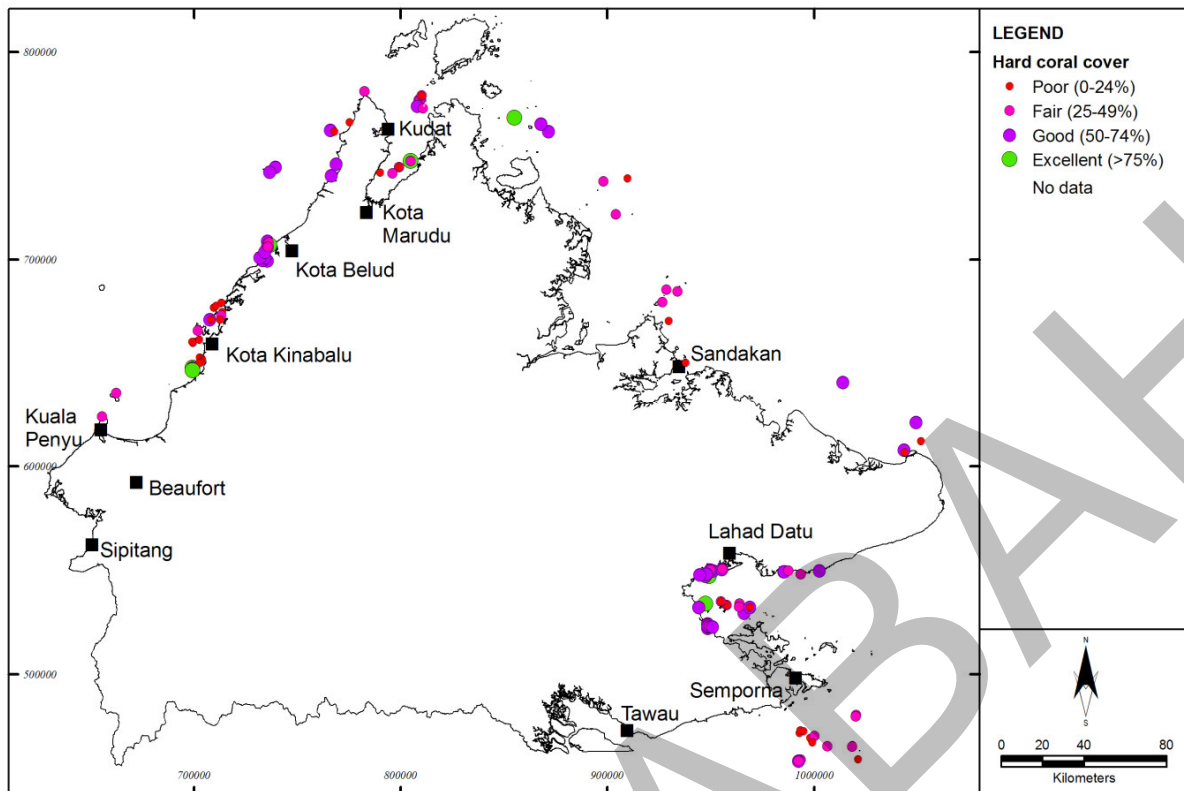 800000
700000
600000
500000
700000
800000
900000
1000000
Kudat
Kota
Marudu
Kota Belud
Kota Kinabalu
Kuala
Penyu
Beaufort
Sipitang
Sandakan
Lahad Datu
Semporna
Tawau
LEGEND
Hard coral cover
Poor (0-24%)
Fair (25-49%)
Good (50-74%)
Excellent (>75%)
No data
N
S
0 20 40 60 80
Kilometers
BAH